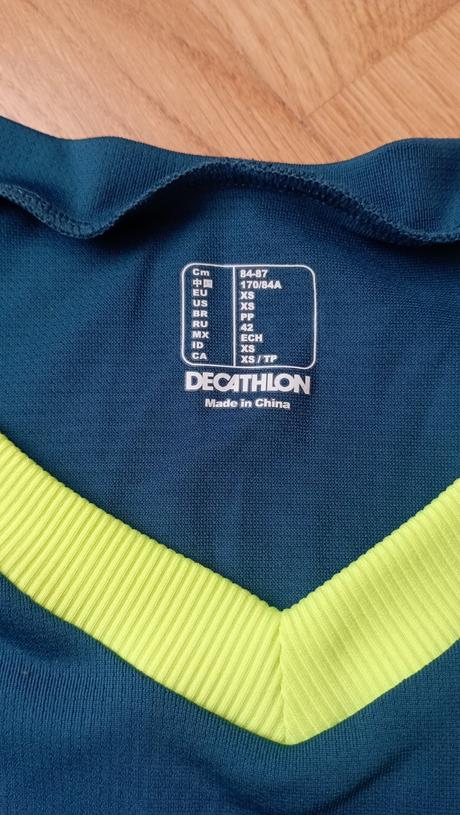 Cm 84-87
中国 170/84A
EU XS
US XS
BR PP
RU 42
MX ECH
ID XS
CA XS / TP
DECATHLON
Made in China